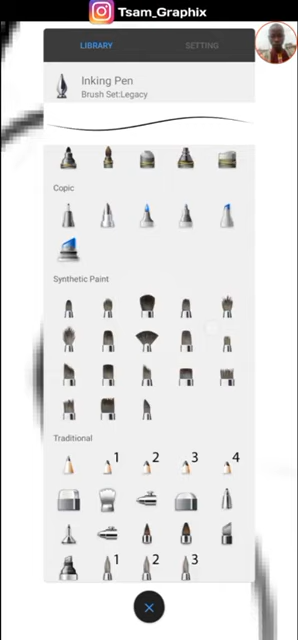 Tsam_Graphix
LIBRARY
SETTING
Inking Pen
Brush Set:Legacy
Copic
Synthetic Paint
Traditional
1 2 3 4
1 2 3